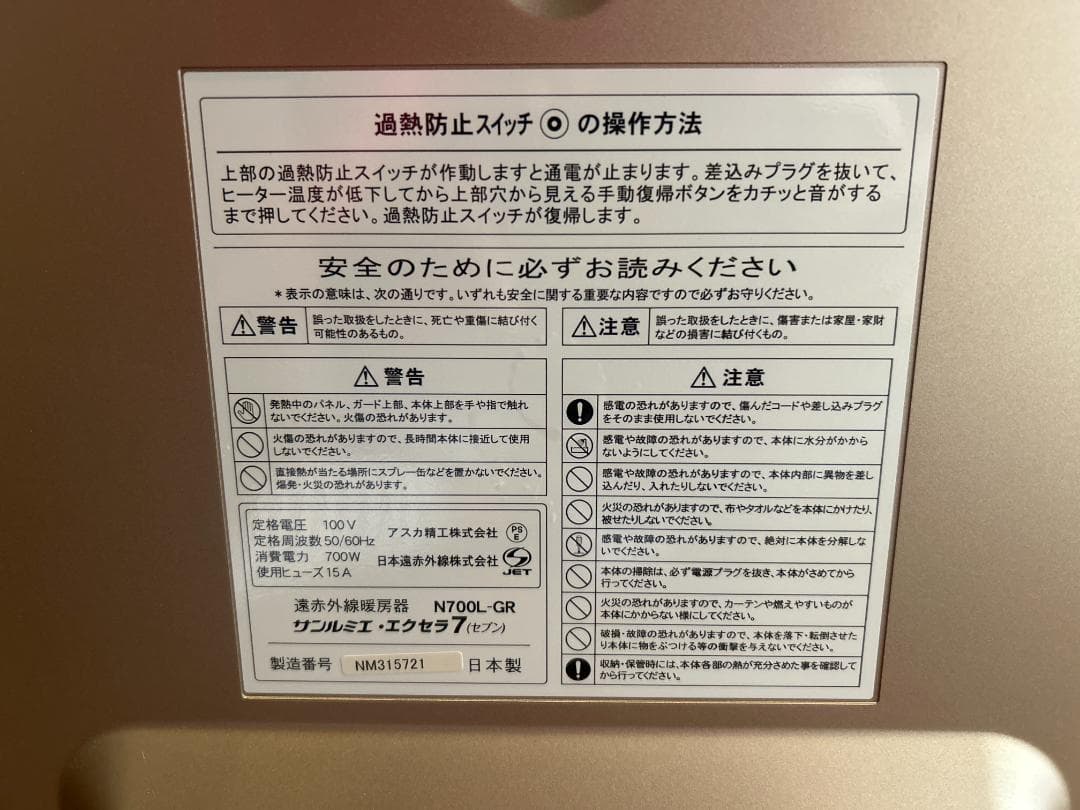 過熱防止スイッチ の操作方法
上部の過熱防止スイッチが作動しますと通電が止まります。差込みプラグを抜いて、
ヒーター温度が低下してから上部穴から見える手動復帰ボタンをカチッと音がする
まで押してください。過熱防止スイッチが復帰します。
安全のために必ずお読みください
*表示の意味は、次の通りです。いずれも安全に関する重要な内容ですので必ずお守りください。
警告
誤った取扱をしたときに、死亡や重傷に結び付く
可能性のあるもの。
注意
誤った取扱をしたときに、傷害または家屋・家財
などの損害に結び付くもの。
警告
発熱中のパネル、ガード上部、本体上部を手や指で触れ
ないでください。火傷の恐れがあります。
火傷の恐れがありますので、長時間本体に接近して使用
しないでください。
直接熱が当たる場所にスプレー缶などを置かないでください。
爆発・火災の恐れがあります。
注意
感電の恐れがありますので、傷んだコードや差し込みプラグ
をそのまま使用しないでください。
感電や故障の恐れがありますので、本体に水分がかから
ないようにしてください。
感電や故障の恐れがありますので、本体内部に異物を差し
込んだり、入れたりしないでください。
火災の恐れがありますので、布やタオルなどを本体にかけたり、
被せたりしないでください。
感電や故障の恐れがありますので、絶対に本体を分解しな
いでください。
本体の掃除は、必ず電源プラグを抜き、本体がさめてから
行ってください。
火災の恐れがありますので、カーテンや燃えやすいものが
本体にかからない様にしてください。
破損・故障の恐れがありますので、本体を落下・転倒させた
り本体に物をぶつける等の衝撃を与えないでください。
収納・保管時には、本体各部の熱が充分さめた事を確認して
から行ってください。
定格電圧 100V
定格周波数 50/60Hz
消費電力 700W
使用ヒューズ 15A
アスカ精工株式会社
PS
E
日本遠赤外線株式会社
JET
遠赤外線暖房器 N700L-GR
サンルミエ・エクセラ7(セブン)
製造番号 NM315721 日本製